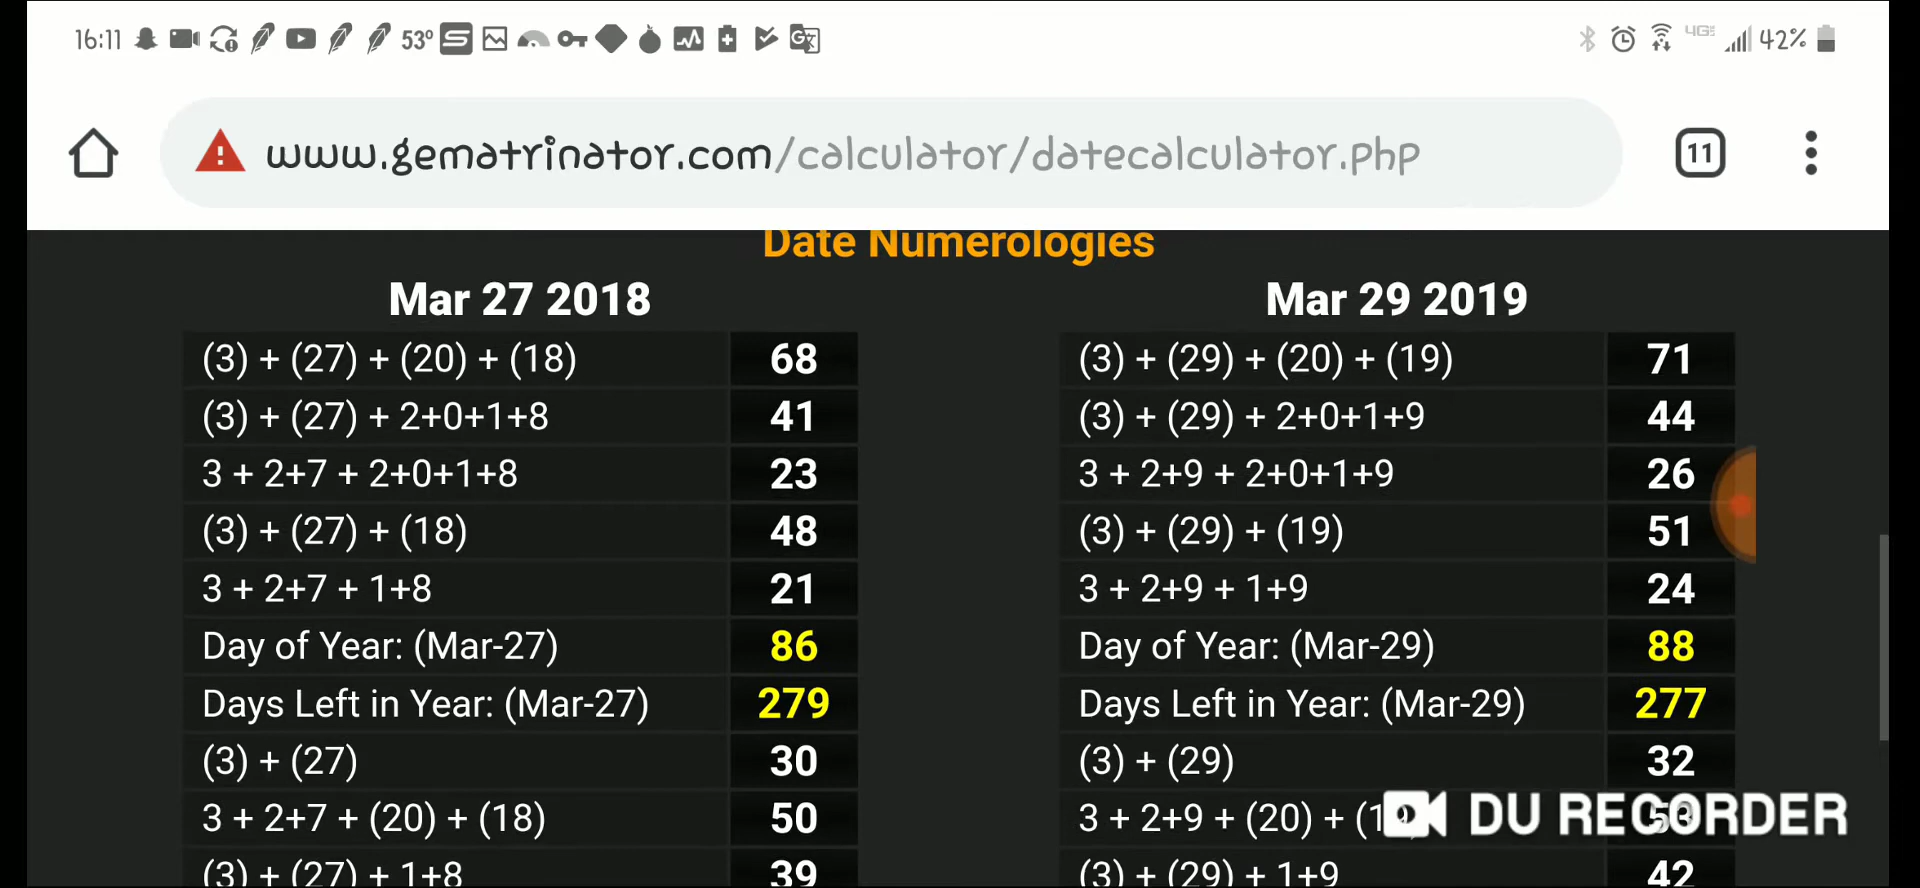 16:11 53° 4G 42%
www.gematrinator.com/calculator/datecalculator.php 11
Date Numerologies
Mar 27 2018 Mar 29 2019
(3) + (27) + (20) + (18) 68 (3) + (29) + (20) + (19) 71
(3) + (27) + 2+0+1+8 41 (3) + (29) + 2+0+1+9 44
3 + 2+7 + 2+0+1+8 23 3 + 2+9 + 2+0+1+9 26
(3) + (27) + (18) 48 (3) + (29) + (19) 51
3 + 2+7 + 1+8 21 3 + 2+9 + 1+9 24
Day of Year: (Mar-27) 86 Day of Year: (Mar-29) 88
Days Left in Year: (Mar-27) 279 Days Left in Year: (Mar-29) 277
(3) + (27) 30 (3) + (29) 32
3 + 2+7 + (20) + (18) 50 3 + 2+9 + (20) + 53
DU RECORDER
(3) + (27) + 1+8 39 (3) + (29) + 1+9 42